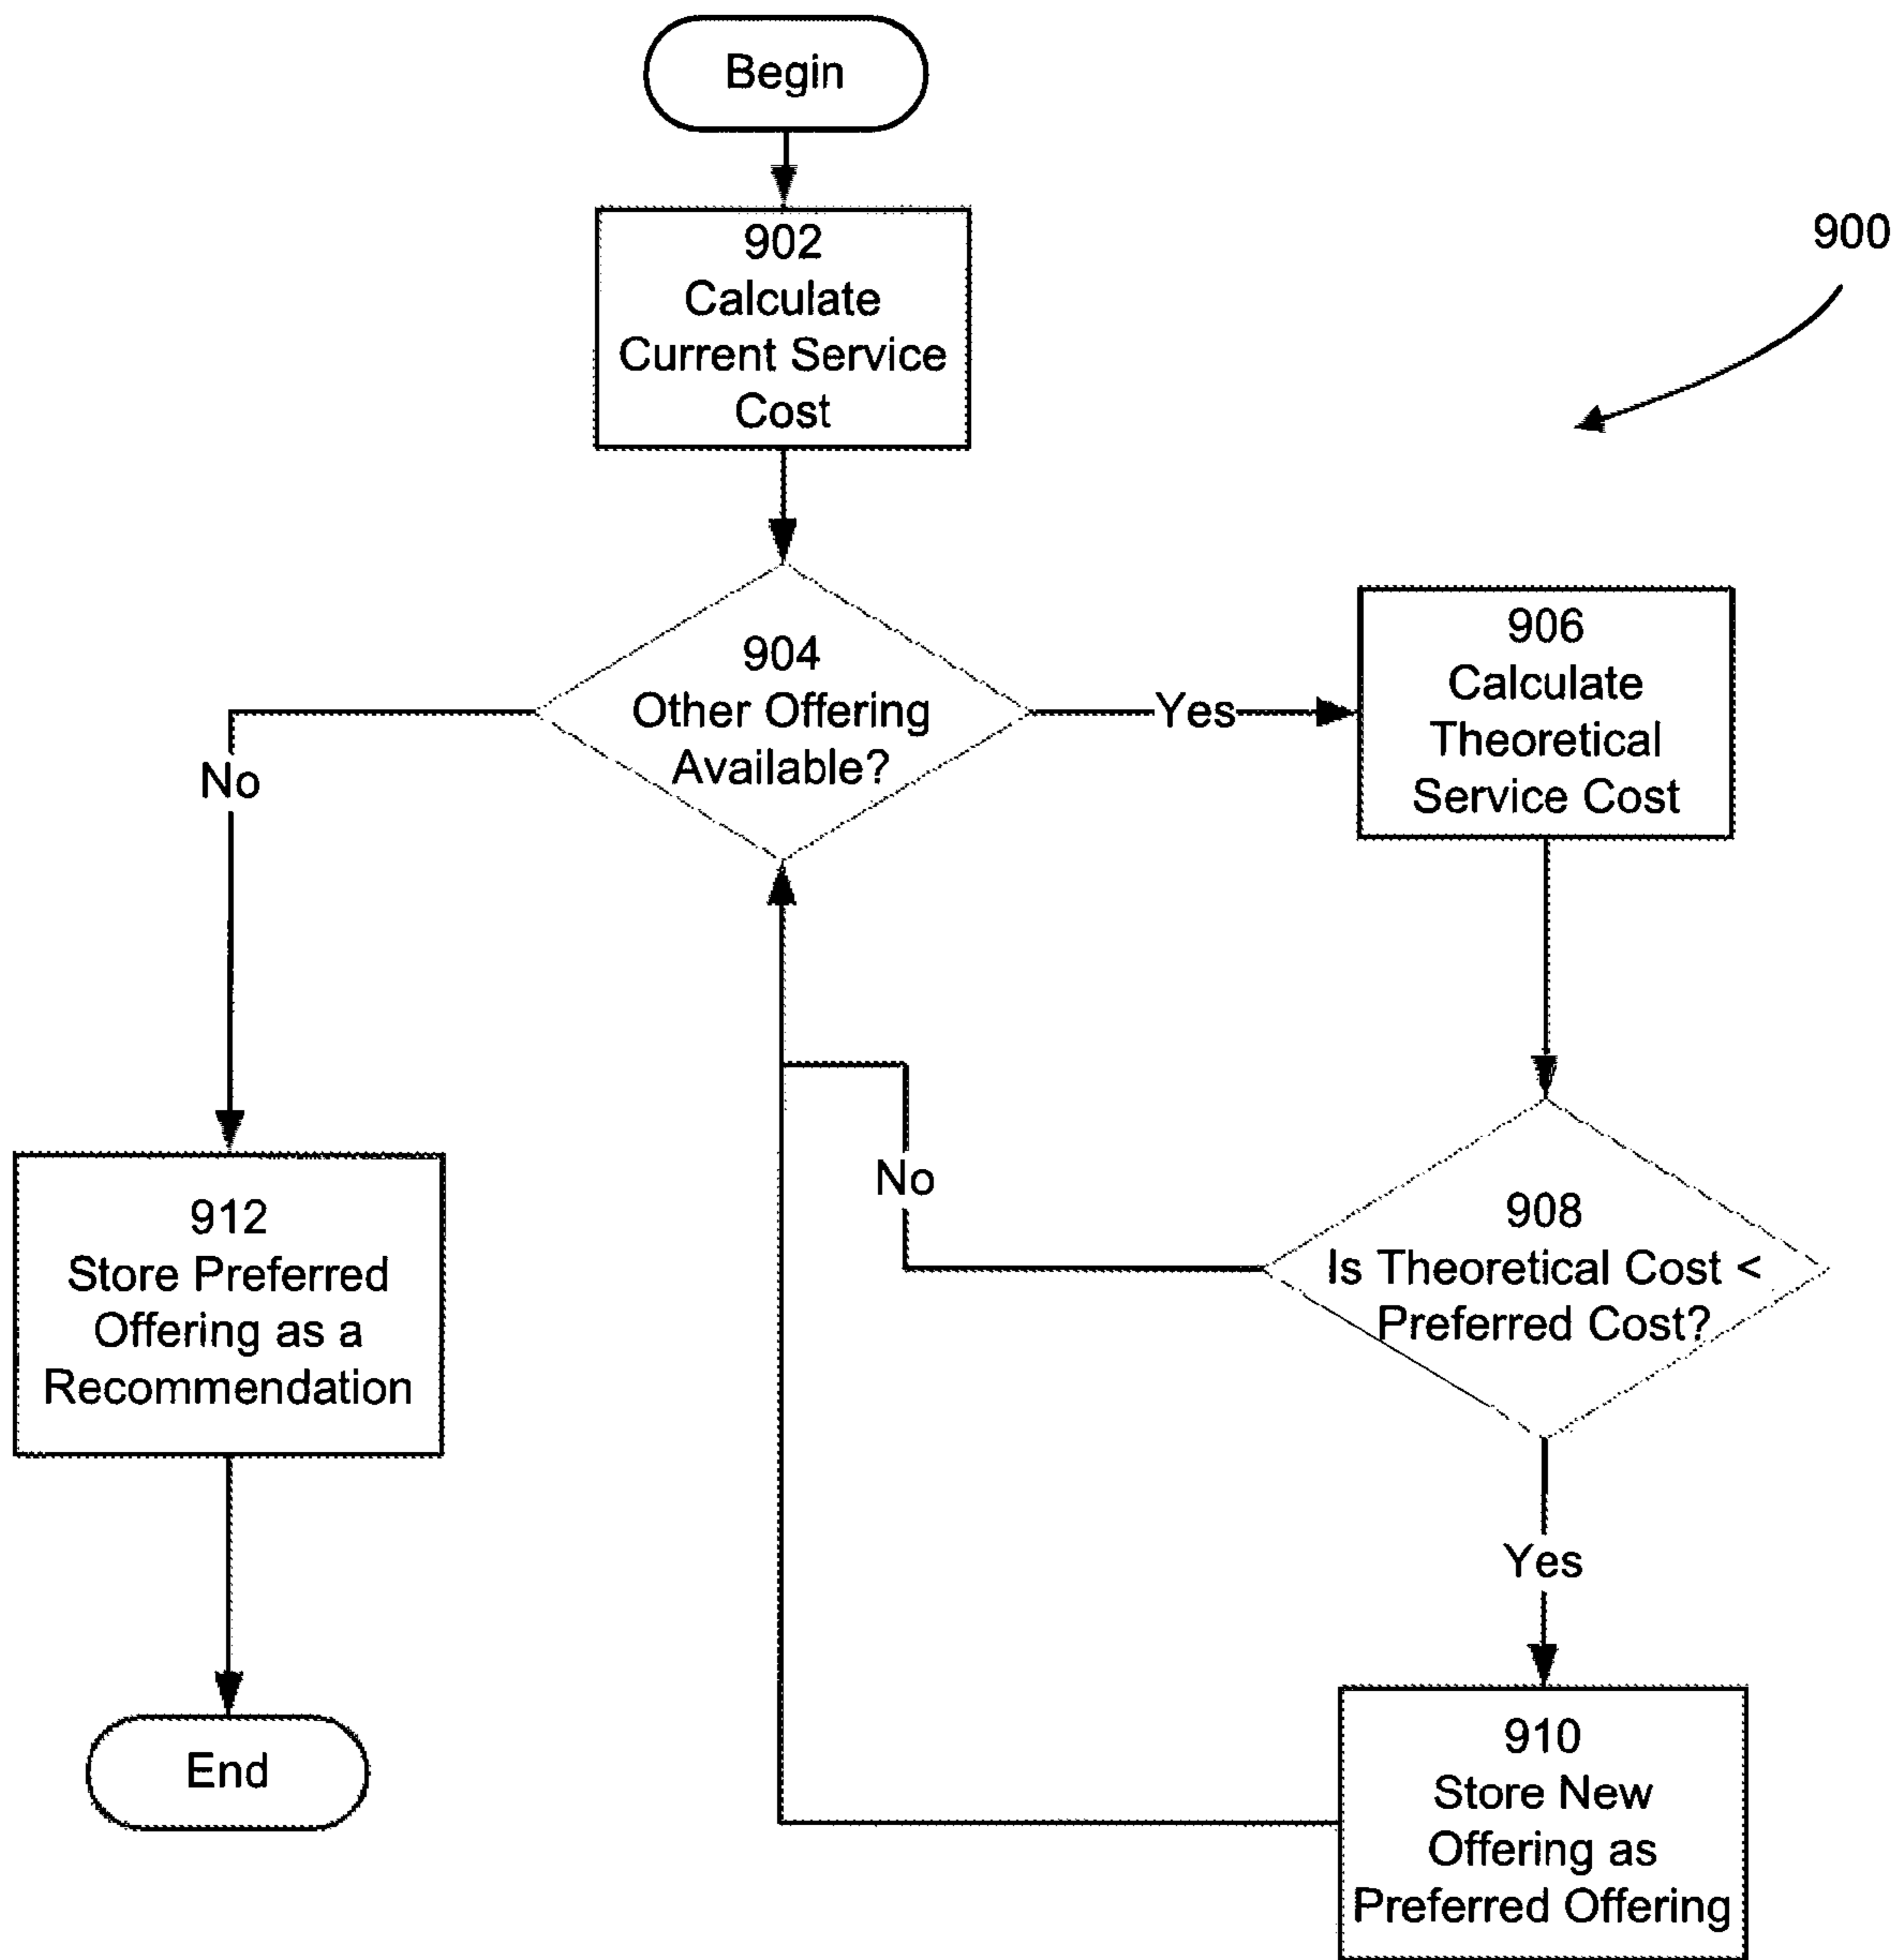 Begin
902
Calculate
Current Service
Cost
900
904
Other Offering
Available?
Yes
906
Calculate
Theoretical
Service Cost
No
912
Store Preferred
Offering as a
Recommendation
No
908
Is Theoretical Cost <
Preferred Cost?
Yes
End
910
Store New
Offering as
Preferred Offering